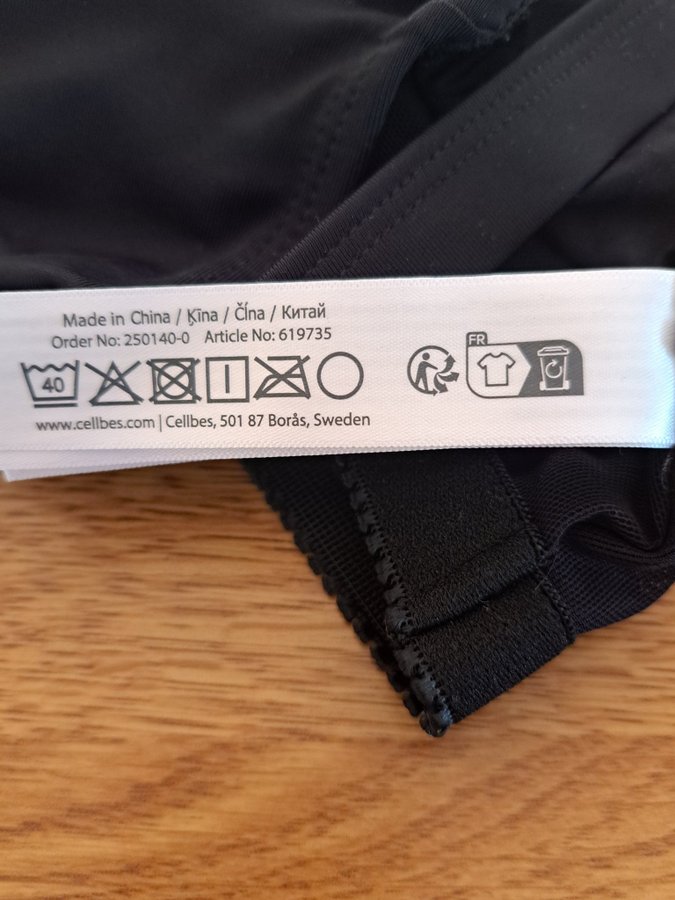 Made in China / Ķīna / Čína / Китай
Order No: 250140-0 Article No: 619735
40
FR
www.cellbes.com | Cellbes, 501 87 Borås, Sweden